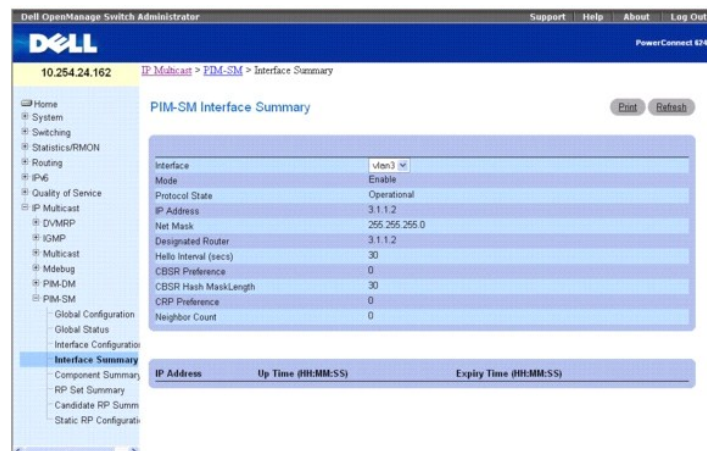 Dell OpenManage Switch Administrator
Support Help About Log Out
DELL
PowerConnect 624
10.254.24.162
IP Multicast > PIM-SM > Interface Summary
Home
System
Switching
Statistics/RMON
Routing
IPv6
Quality of Service
IP Multicast
DVMRP
IGMP
Multicast
Mdebug
PIM-DM
PIM-SM
Global Configuration
Global Status
Interface Configuration
Interface Summary
Component Summary
RP Set Summary
Candidate RP Summ
Static RP Configurati
PIM-SM Interface Summary
Print Refresh
Interface vlan3
Mode Enable
Protocol State Operational
IP Address 3.1.1.2
Net Mask 255.255.255.0
Designated Router 3.1.1.2
Hello Interval (secs) 30
CBSR Preference 0
CBSR Hash MaskLength 30
CRP Preference 0
Neighbor Count 0
IP Address Up Time (HH:MM:SS) Expiry Time (HH:MM:SS)